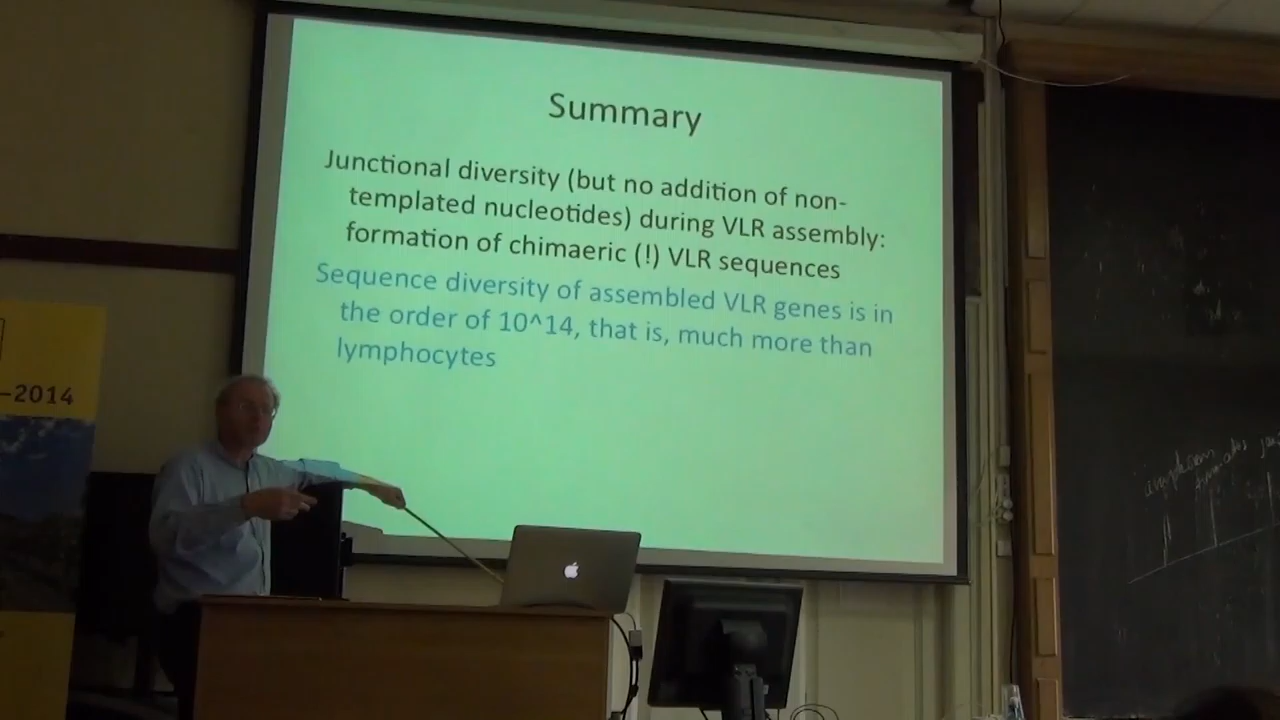 Summary
Junctional diversity (but no addition of non-
templated nucleotides) during VLR assembly:
formation of chimaeric (!) VLR sequences
Sequence diversity of assembled VLR genes is in
the order of 10^14, that is, much more than
lymphocytes
-2014